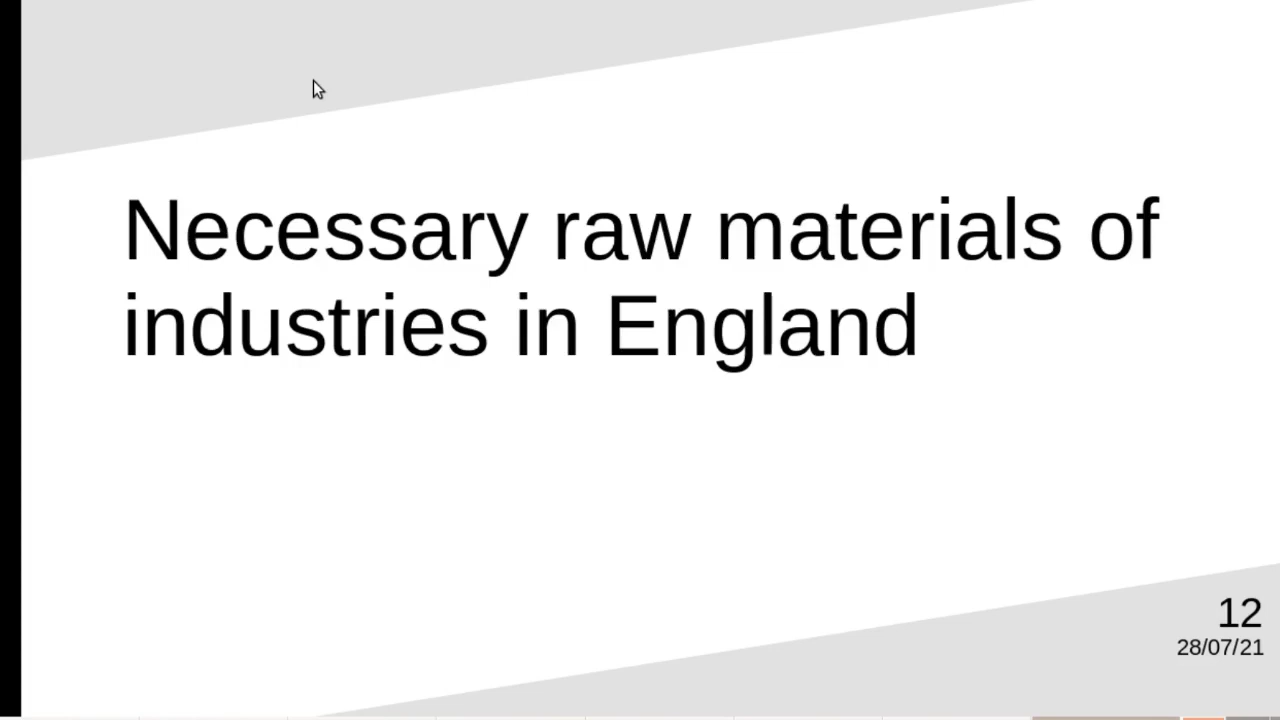 Necessary raw materials of
industries in England
12
28/07/21